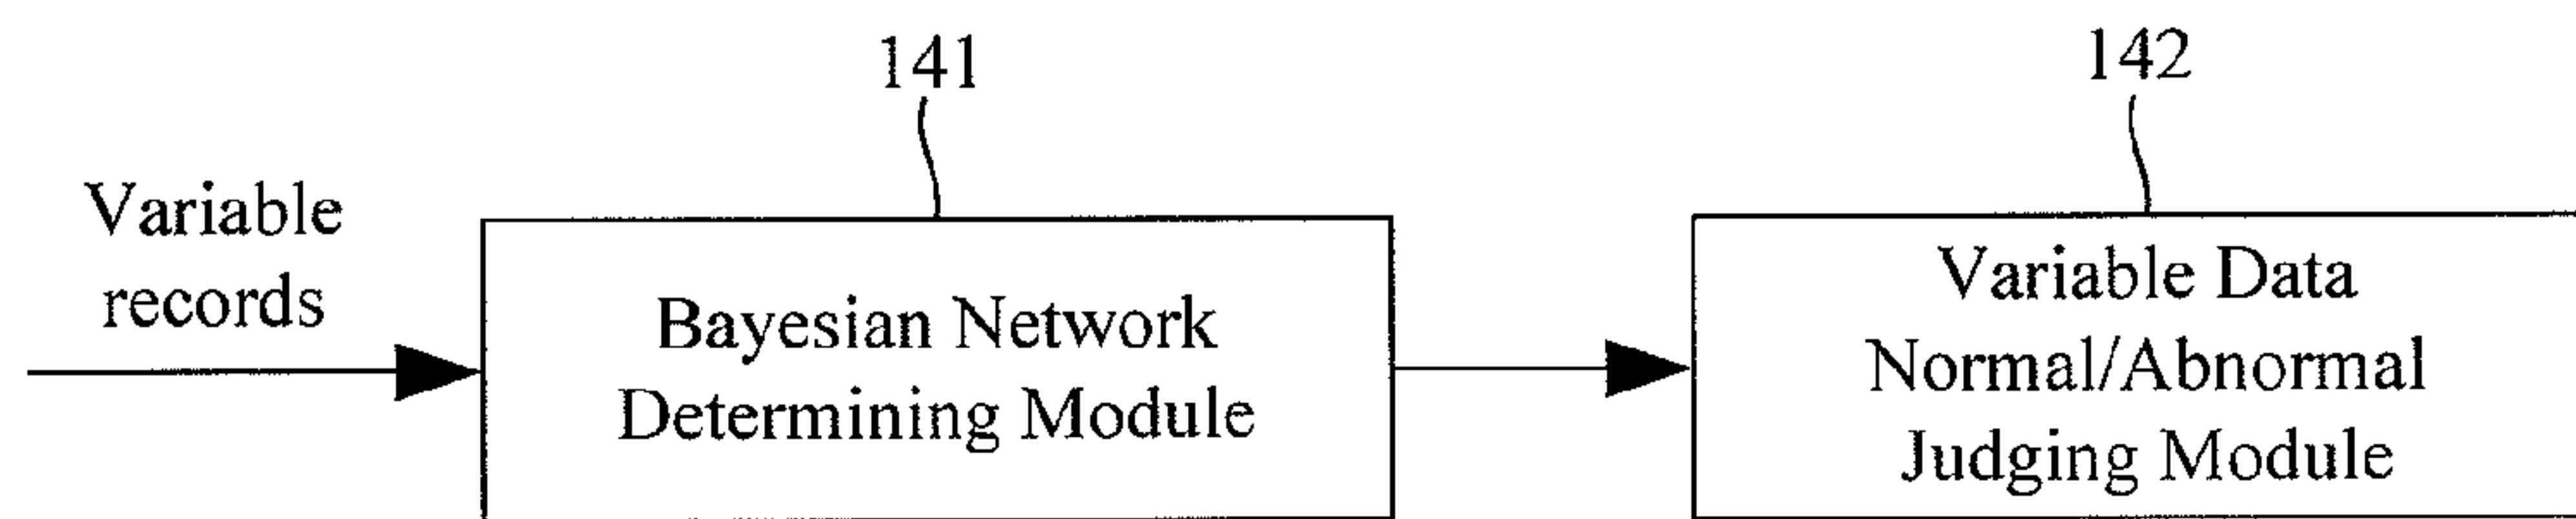 141
142
Variable
records
Bayesian Network
Determining Module
Variable Data
Normal/Abnormal
Judging Module